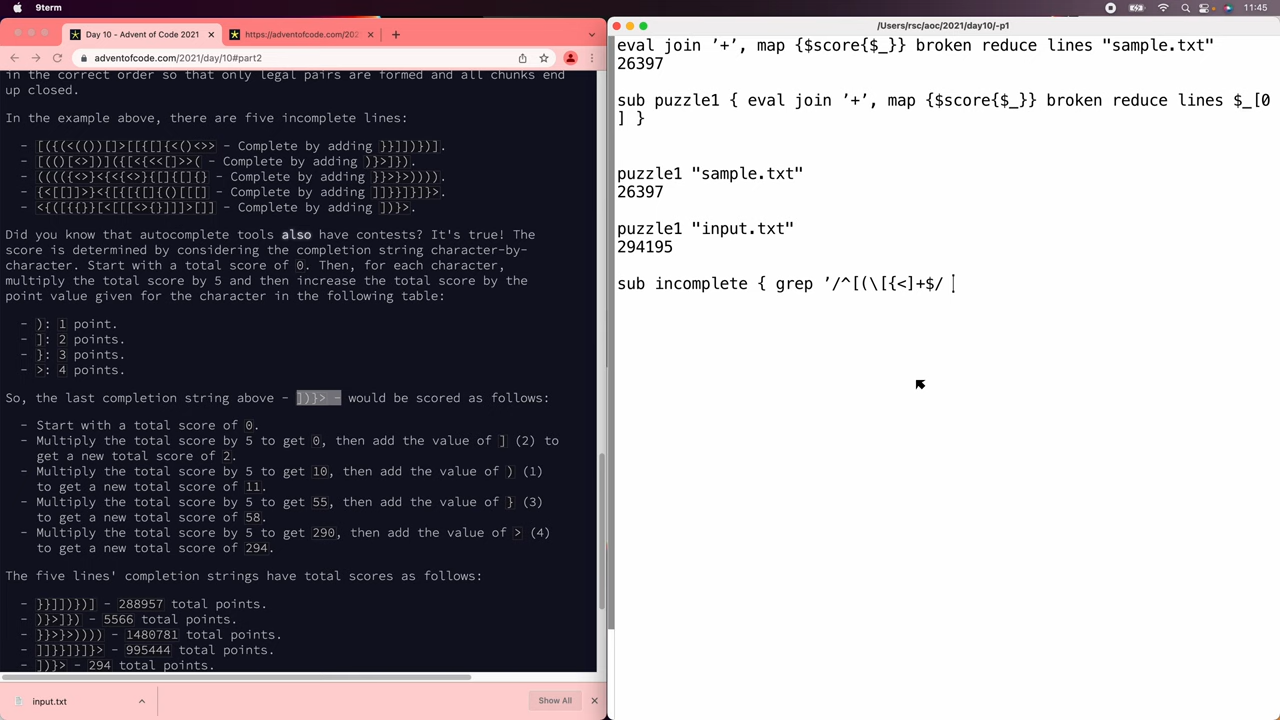 9term
11:45
Day 10 - Advent of Code 2021
https://adventofcode.com/202
adventofcode.com/2021/day/10#part2
in the correct order so that only legal pairs are formed and all chunks end
up closed.
In the example above, there are five incomplete lines:
- [({(<(())[]>[[{[]{<()<>> - Complete by adding }}]])})].
- [(()[<>])]({[<{<<[]>>( - Complete by adding )}>]}).
- (((({<>}<{<{<>}{[]{[]{} - Complete by adding }}>}>)))).
- {<[[]]>}<{[{[{[]{()[[[] - Complete by adding ]]}}]}]}>.
- <{([{{}}[<[[[<>{}]]]>[]] - Complete by adding ])}>.
Did you know that autocomplete tools also have contests? It's true! The
score is determined by considering the completion string character-by-
character. Start with a total score of 0. Then, for each character,
multiply the total score by 5 and then increase the total score by the
point value given for the character in the following table:
- ): 1 point.
- ]: 2 points.
- }: 3 points.
- >: 4 points.
So, the last completion string above - ])}> - would be scored as follows:
- Start with a total score of 0.
- Multiply the total score by 5 to get 0, then add the value of ] (2) to
get a new total score of 2.
- Multiply the total score by 5 to get 10, then add the value of ) (1)
to get a new total score of 11.
- Multiply the total score by 5 to get 55, then add the value of } (3)
to get a new total score of 58.
- Multiply the total score by 5 to get 290, then add the value of > (4)
to get a new total score of 294.
The five lines' completion strings have total scores as follows:
- }}]])})] - 288957 total points.
- )}>]}) - 5566 total points.
- }}>}>)))) - 1480781 total points.
- ]]}}]}]}> - 995444 total points.
- ])}> - 294 total points.
input.txt
Show All
/Users/rsc/aoc/2021/day10/-p1
eval join ’+’, map {$score{$_}} broken reduce lines "sample.txt"
26397
sub puzzle1 { eval join ’+’, map {$score{$_}} broken reduce lines $_[0
] }
puzzle1 "sample.txt"
26397
puzzle1 "input.txt"
294195
sub incomplete { grep ’/^[(\[{<]+$/